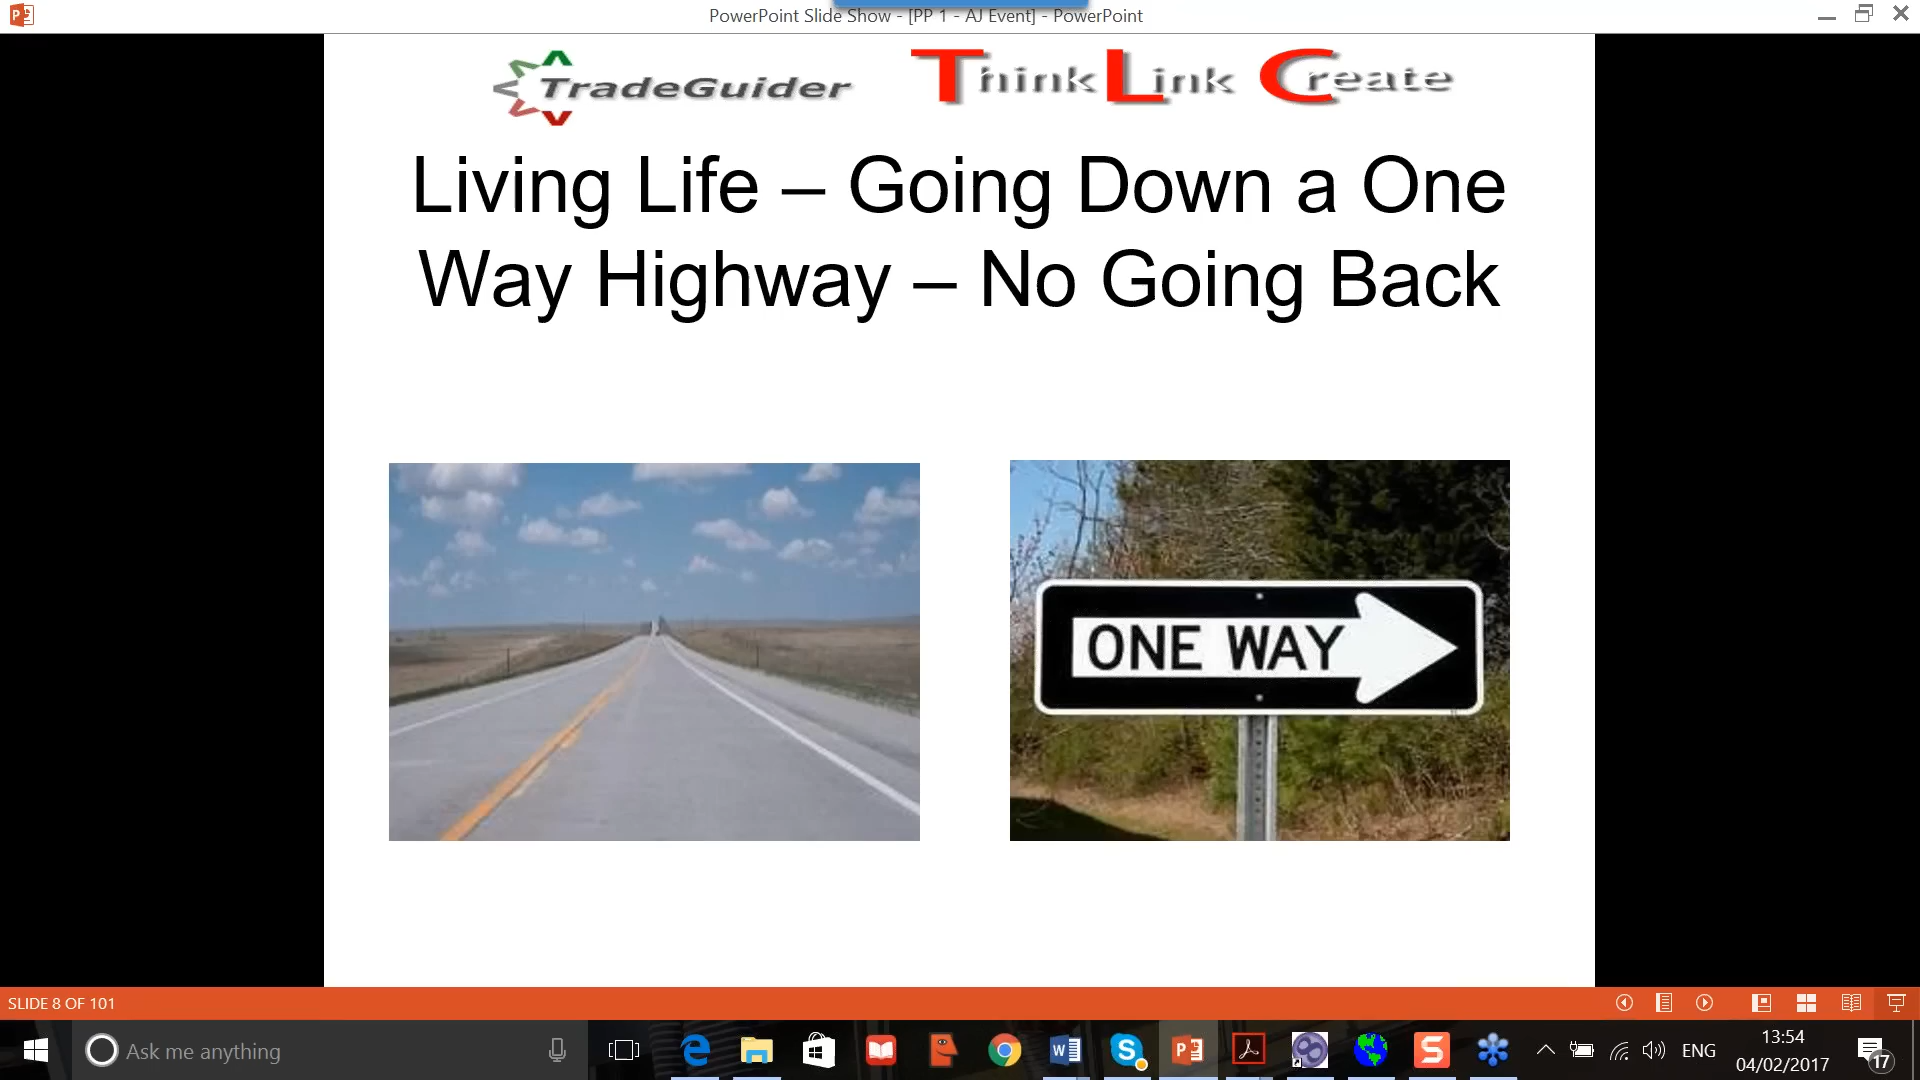 PowerPoint Slide Show - [PP 1 - AJ Event] - PowerPoint
TradeGuider
Think Link Create
Living Life – Going Down a One
Way Highway – No Going Back
ONE WAY
SLIDE 8 OF 101
Ask me anything
ENG
13:54
04/02/2017
17